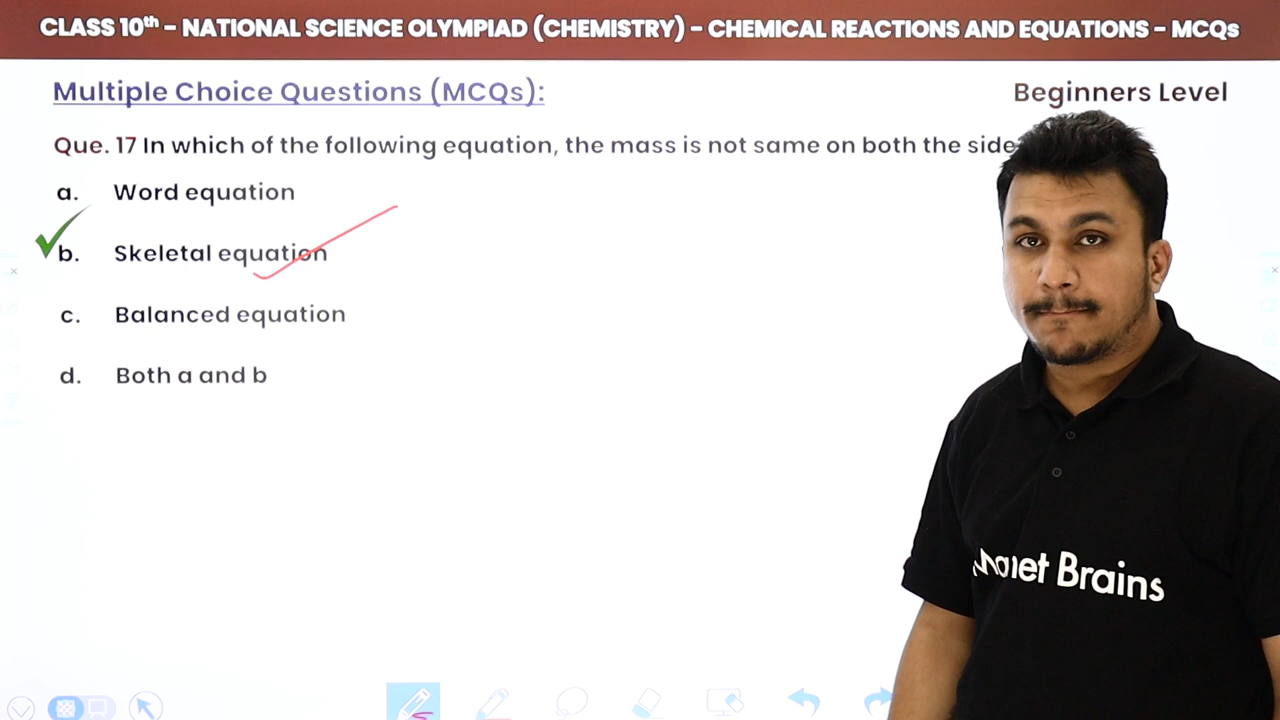 CLASS 10th – NATIONAL SCIENCE OLYMPIAD (CHEMISTRY) – CHEMICAL REACTIONS AND EQUATIONS – MCQs
Multiple Choice Questions (MCQs):
Beginners Level
Que. 17 In which of the following equation, the mass is not same on both the side
a. Word equation
b. Skeletal equation
c. Balanced equation
d. Both a and b
Brains